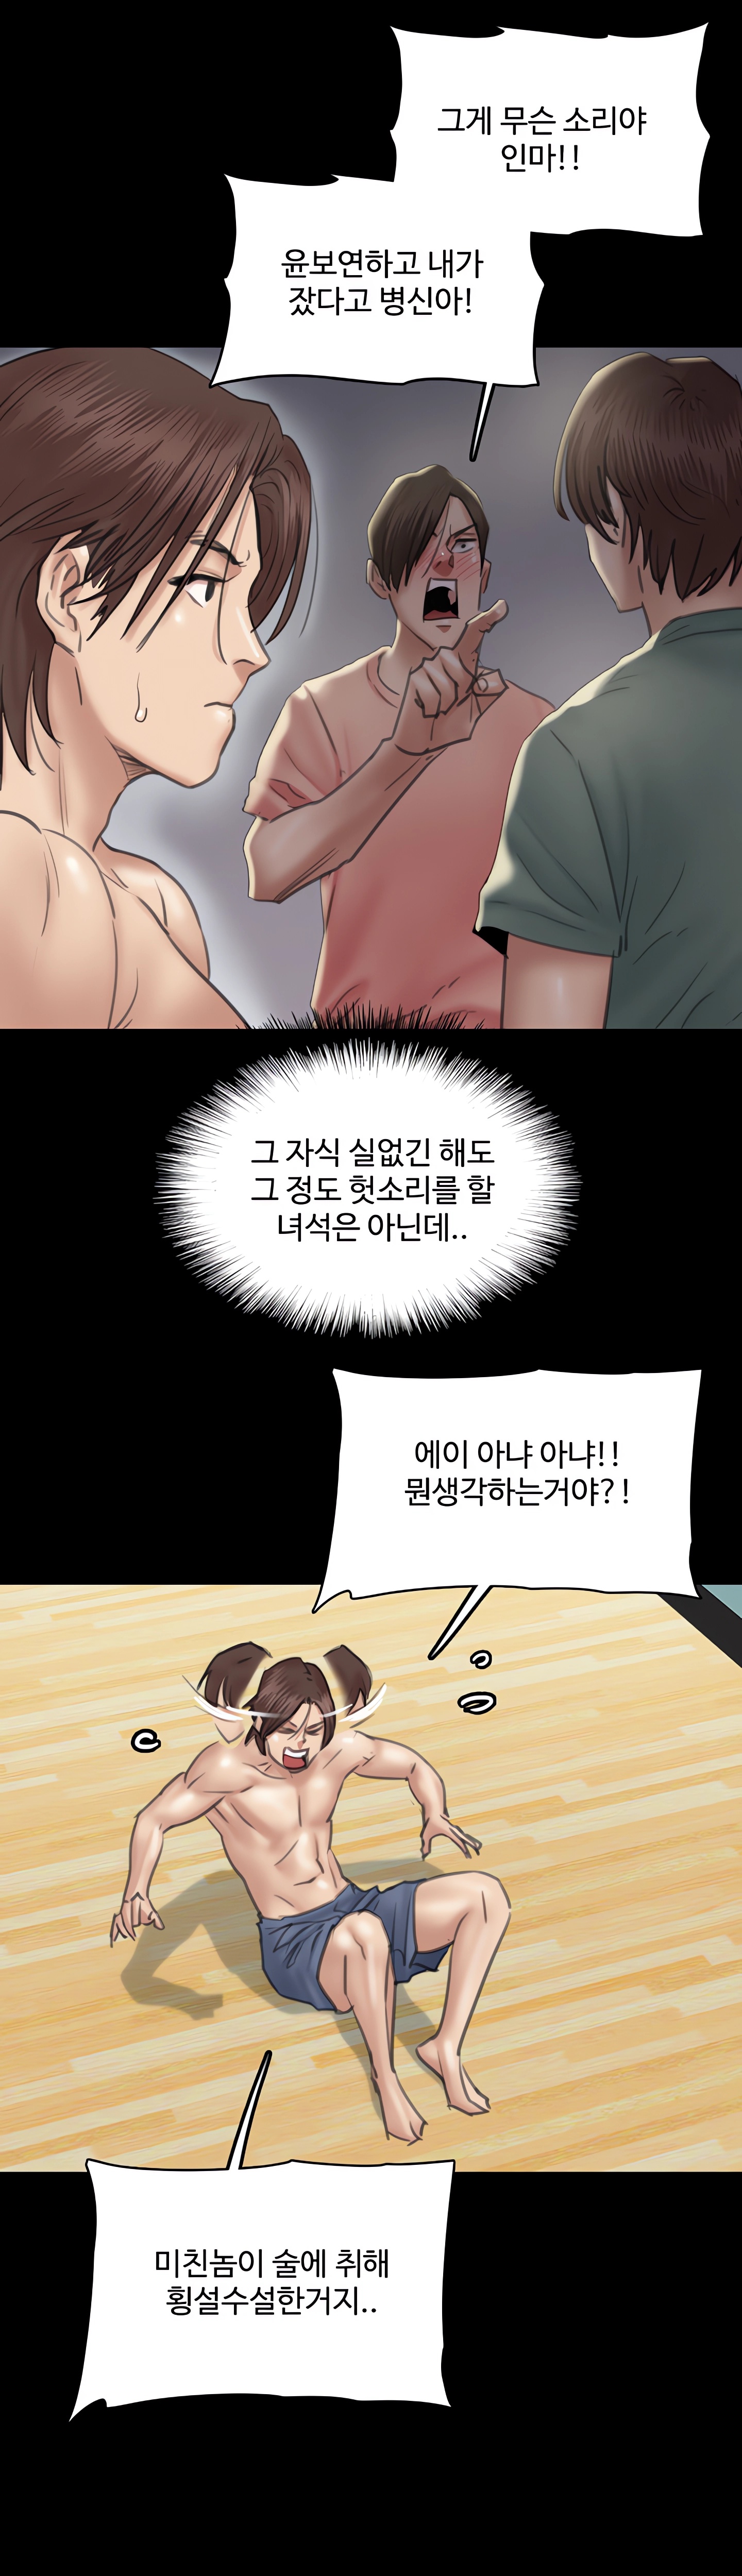 그게 무슨 소리야
인마!!
윤보연하고 내가
잤다고 병신아!
그 자식 실없긴 해도
그 정도 헛소리를 할
녀석은 아닌데..
에이 아냐 아냐!!
뭔생각하는거야?!
미친놈이 술에 취해
횡설수설한거지..